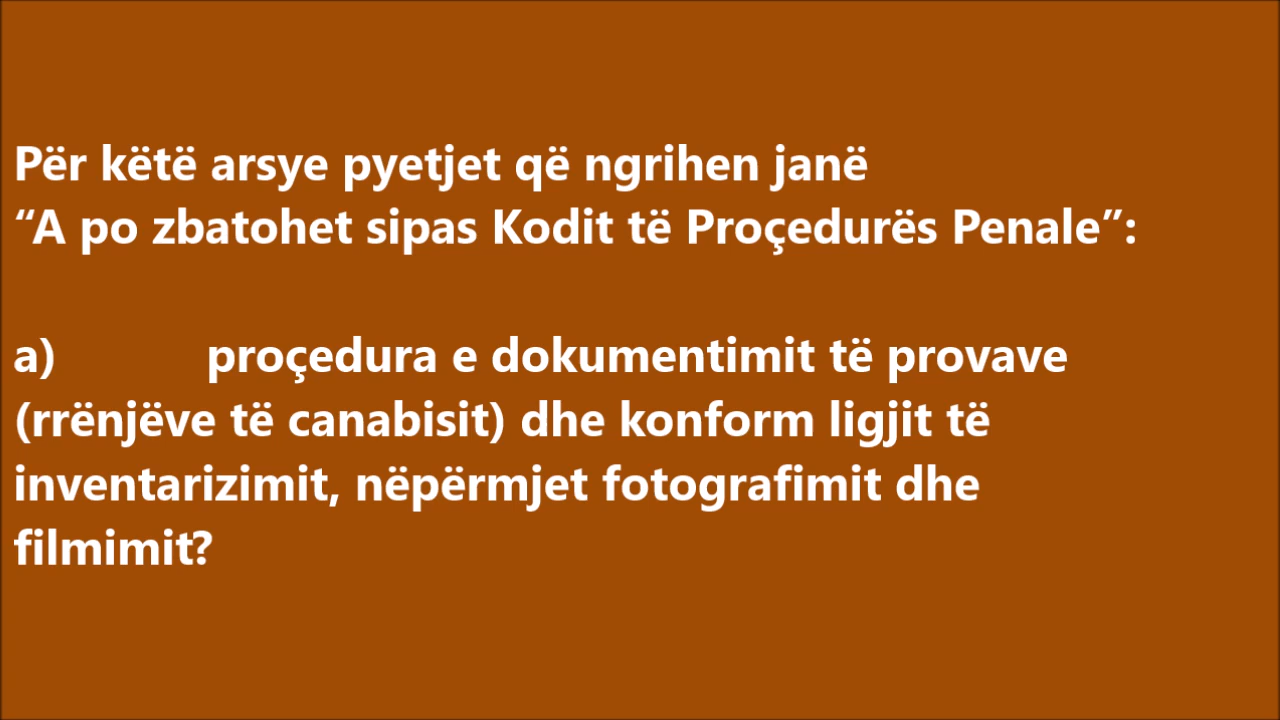 Për këtë arsye pyetjet që ngrihen janë
“A po zbatohet sipas Kodit të Proçedurës Penale”:
a) proçedura e dokumentimit të provave
(rrënjëve të canabisit) dhe konform ligjit të
inventarizimit, nëpërmjet fotografimit dhe
filmimit?